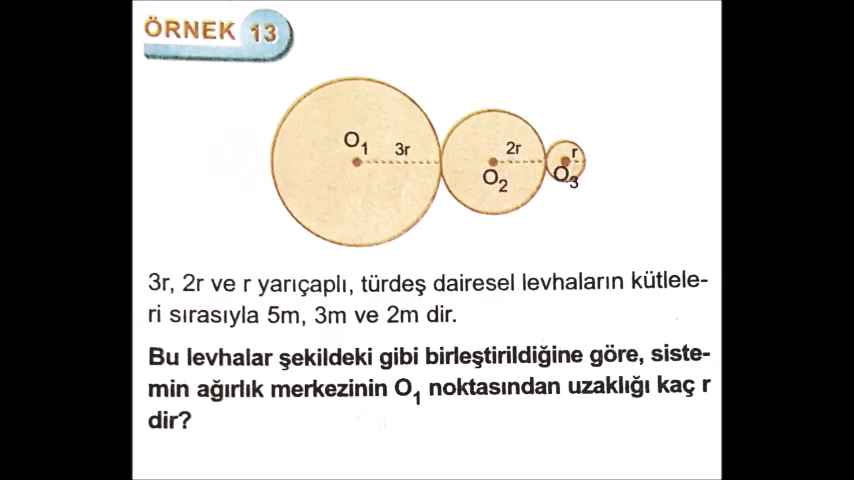 ÖRNEK 13
O1 3r 2r r
O2 O3
3r, 2r ve r yarıçaplı, türdeş dairesel levhaların kütlele-
ri sırasıyla 5m, 3m ve 2m dir.
Bu levhalar şekildeki gibi birleştirildiğine göre, siste-
min ağırlık merkezinin O1 noktasından uzaklığı kaç r
dir?